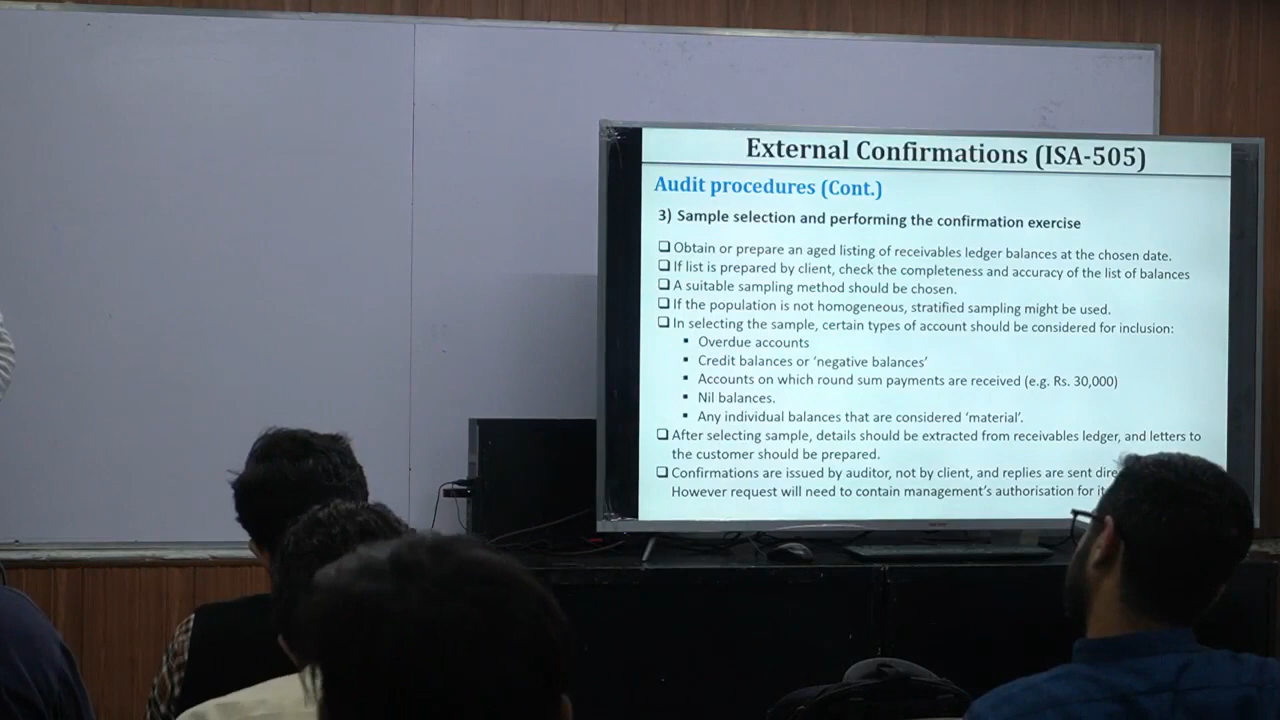 External Confirmations (ISA-505)
Audit procedures (Cont.)
3) Sample selection and performing the confirmation exercise
❑ Obtain or prepare an aged listing of receivables ledger balances at the chosen date.
❑ If list is prepared by client, check the completeness and accuracy of the list of balances
❑ A suitable sampling method should be chosen.
❑ If the population is not homogeneous, stratified sampling might be used.
❑ In selecting the sample, certain types of account should be considered for inclusion:
▪ Overdue accounts
▪ Credit balances or ‘negative balances’
▪ Accounts on which round sum payments are received (e.g. Rs. 30,000)
▪ Nil balances.
▪ Any individual balances that are considered ‘material’.
❑ After selecting sample, details should be extracted from receivables ledger, and letters to
the customer should be prepared.
❑ Confirmations are issued by auditor, not by client, and replies are sent
However request will need to contain management’s authorisation for